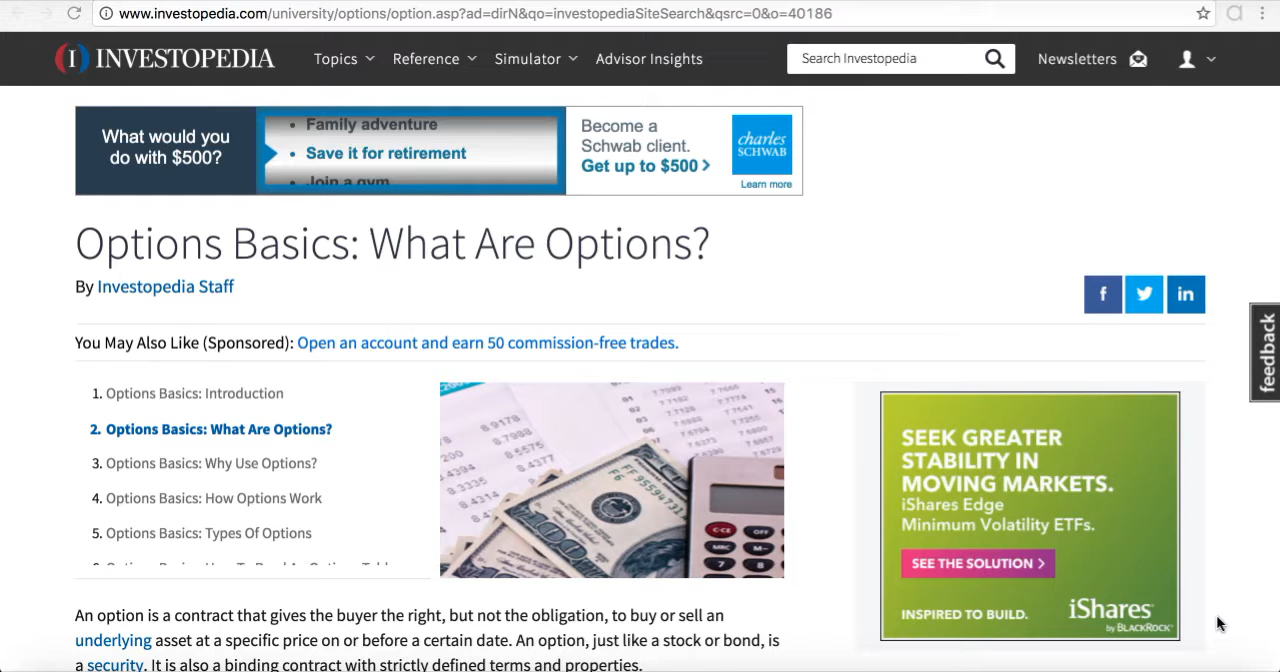 www.investopedia.com/university/options/option.asp?ad=dirN&qo=investopediaSiteSearch&qsrc=0&o=40186
INVESTOPEDIA
Topics
Reference
Simulator
Advisor Insights
Search Investopedia
Newsletters
What would you
do with $500?
• Family adventure
• Save it for retirement
• Join a gym
Become a
Schwab client.
Get up to $500 >
charles
SCHWAB
Learn more
Options Basics: What Are Options?
By Investopedia Staff
f
in
feedback
You May Also Like (Sponsored): Open an account and earn 50 commission-free trades.
1. Options Basics: Introduction
2. Options Basics: What Are Options?
3. Options Basics: Why Use Options?
4. Options Basics: How Options Work
5. Options Basics: Types Of Options
SEEK GREATER
STABILITY IN
MOVING MARKETS.
iShares Edge
Minimum Volatility ETFs.
SEE THE SOLUTION >
INSPIRED TO BUILD.
iShares
by BLACKROCK
An option is a contract that gives the buyer the right, but not the obligation, to buy or sell an
underlying asset at a specific price on or before a certain date. An option, just like a stock or bond, is
a security. It is also a binding contract with strictly defined terms and properties.